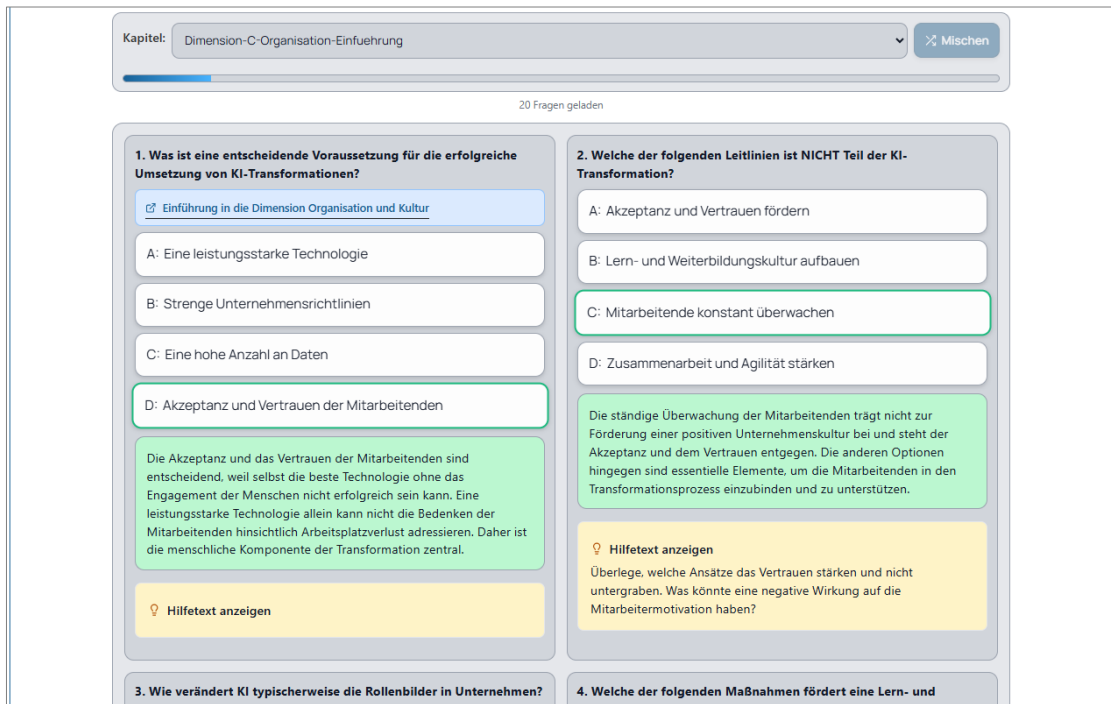 Kapitel:
Dimension-C-Organisation-Einfuehrung
Mischen
20 Fragen geladen
1. Was ist eine entscheidende Voraussetzung für die erfolgreiche
Umsetzung von KI-Transformationen?
Einführung in die Dimension Organisation und Kultur
A: Eine leistungsstarke Technologie
B: Strenge Unternehmensrichtlinien
C: Eine hohe Anzahl an Daten
D: Akzeptanz und Vertrauen der Mitarbeitenden
Die Akzeptanz und das Vertrauen der Mitarbeitenden sind
entscheidend, weil selbst die beste Technologie ohne das
Engagement der Menschen nicht erfolgreich sein kann. Eine
leistungsstarke Technologie allein kann nicht die Bedenken der
Mitarbeitenden hinsichtlich Arbeitsplatzverlust adressieren. Daher ist
die menschliche Komponente der Transformation zentral.
Hilfetext anzeigen
2. Welche der folgenden Leitlinien ist NICHT Teil der KI-
Transformation?
A: Akzeptanz und Vertrauen fördern
B: Lern- und Weiterbildungskultur aufbauen
C: Mitarbeitende konstant überwachen
D: Zusammenarbeit und Agilität stärken
Die ständige Überwachung der Mitarbeitenden trägt nicht zur
Förderung einer positiven Unternehmenskultur bei und steht der
Akzeptanz und dem Vertrauen entgegen. Die anderen Optionen
hingegen sind essentielle Elemente, um die Mitarbeitenden in den
Transformationsprozess einzubinden und zu unterstützen.
Hilfetext anzeigen
Überlege, welche Ansätze das Vertrauen stärken und nicht
untergraben. Was könnte eine negative Wirkung auf die
Mitarbeitermotivation haben?
3. Wie verändert KI typischerweise die Rollenbilder in Unternehmen?
4. Welche der folgenden Maßnahmen fördert eine Lern- und